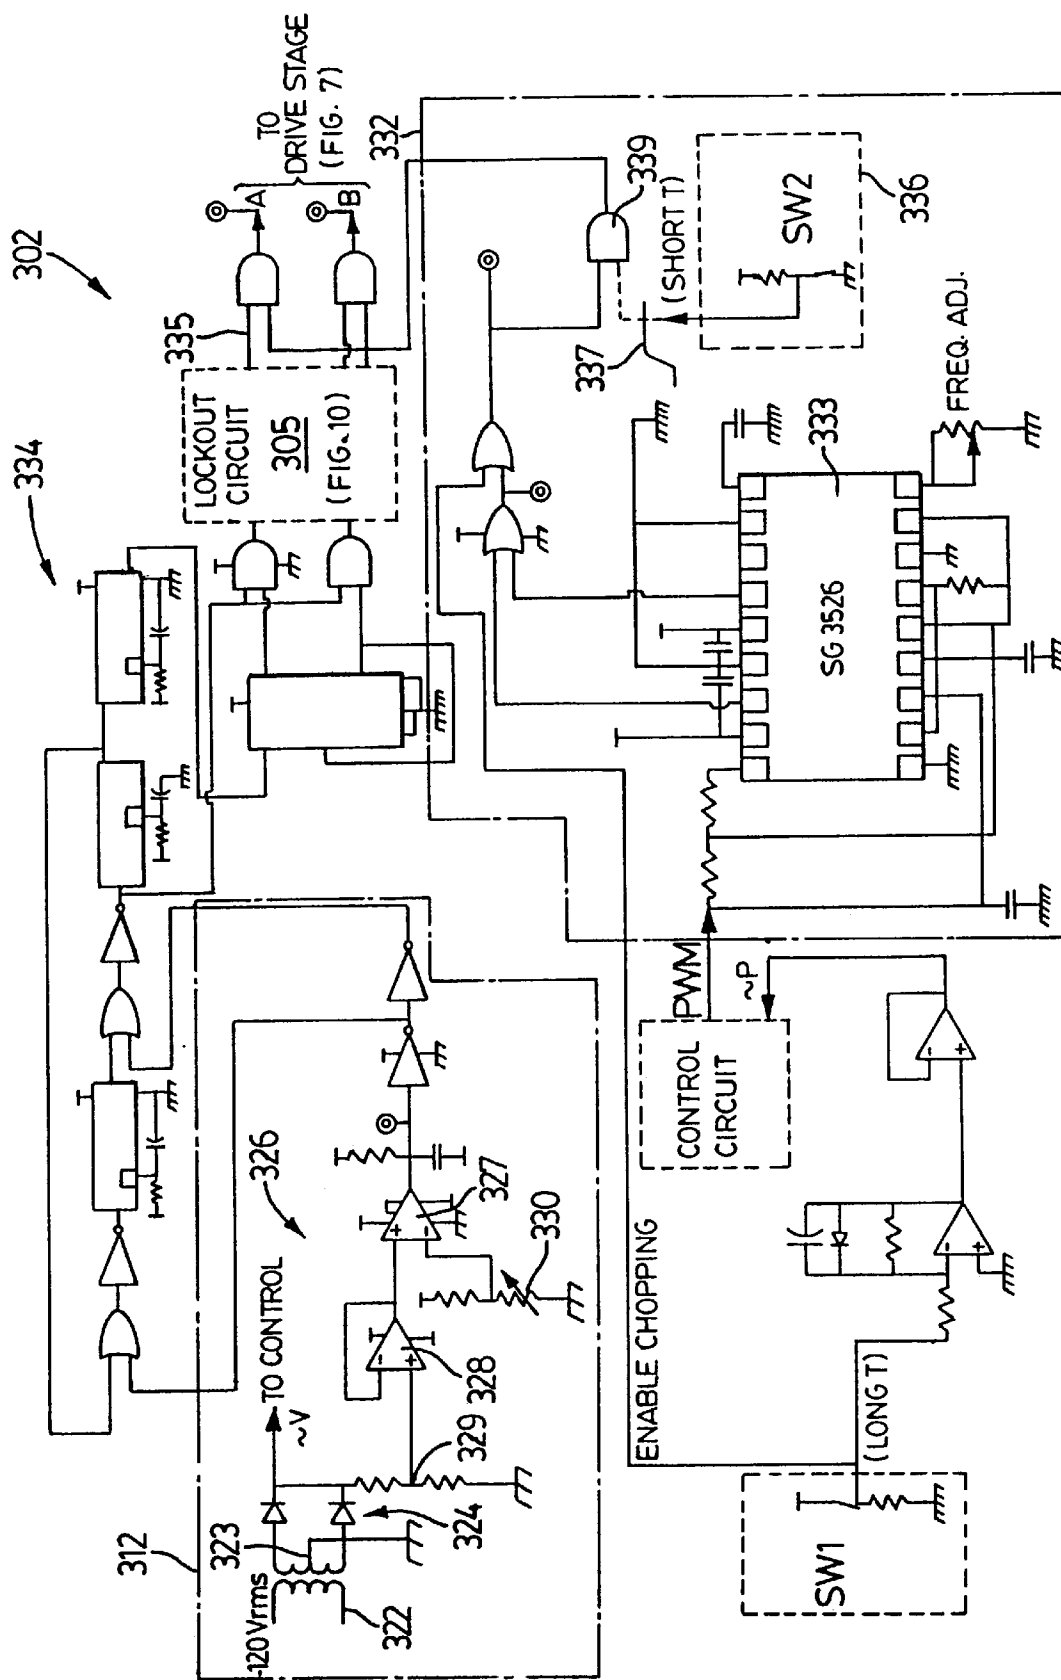 302
TO
DRIVE STAGE
(FIG. 7)
A
B
334
335
LOCKOUT
CIRCUIT
305
(FIG.10)
332
339
337
(SHORT T)
SW2
336
333
SG 3526
FREQ. ADJ.
312
~120Vrms
322
323
324
TO CONTROL
~V
329
328
326
327
330
+
-
-
+
PWM
~P
CONTROL
CIRCUIT
ENABLE CHOPPING
(LONG T)
SW1
-
+
-
+